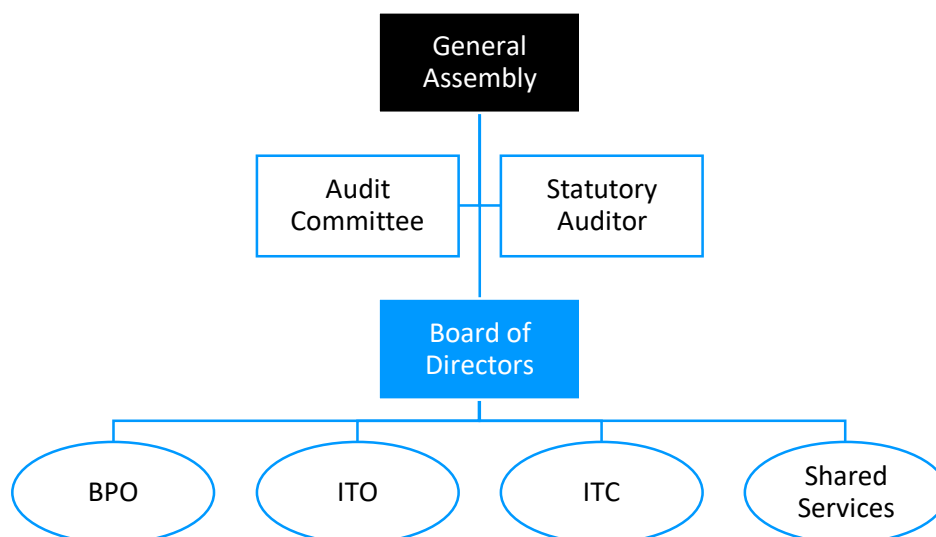 General
Assembly
Audit
Committee
Statutory
Auditor
Board of
Directors
BPO
ITO
ITC
Shared
Services